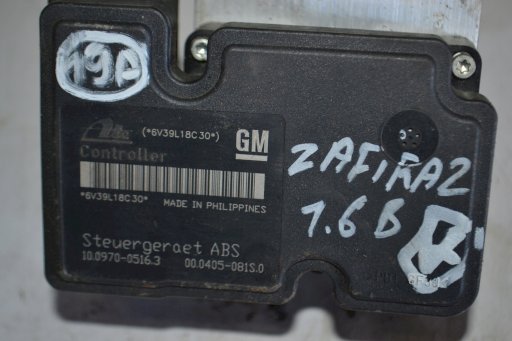 19A
Ate
(*6V39L18C30*)
GM
Controller
*6V39L18C30*
MADE IN PHILIPPINES
Steuergeraet ABS
10.0970-0516.3
00.0405-081S.0
ZAFIRA2
1.6 B